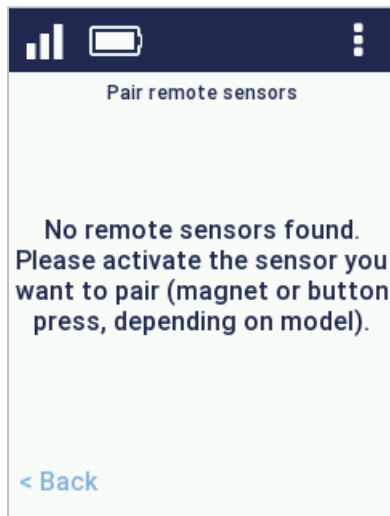 Pair remote sensors
No remote sensors found.
Please activate the sensor you
want to pair (magnet or button
press, depending on model).
< Back